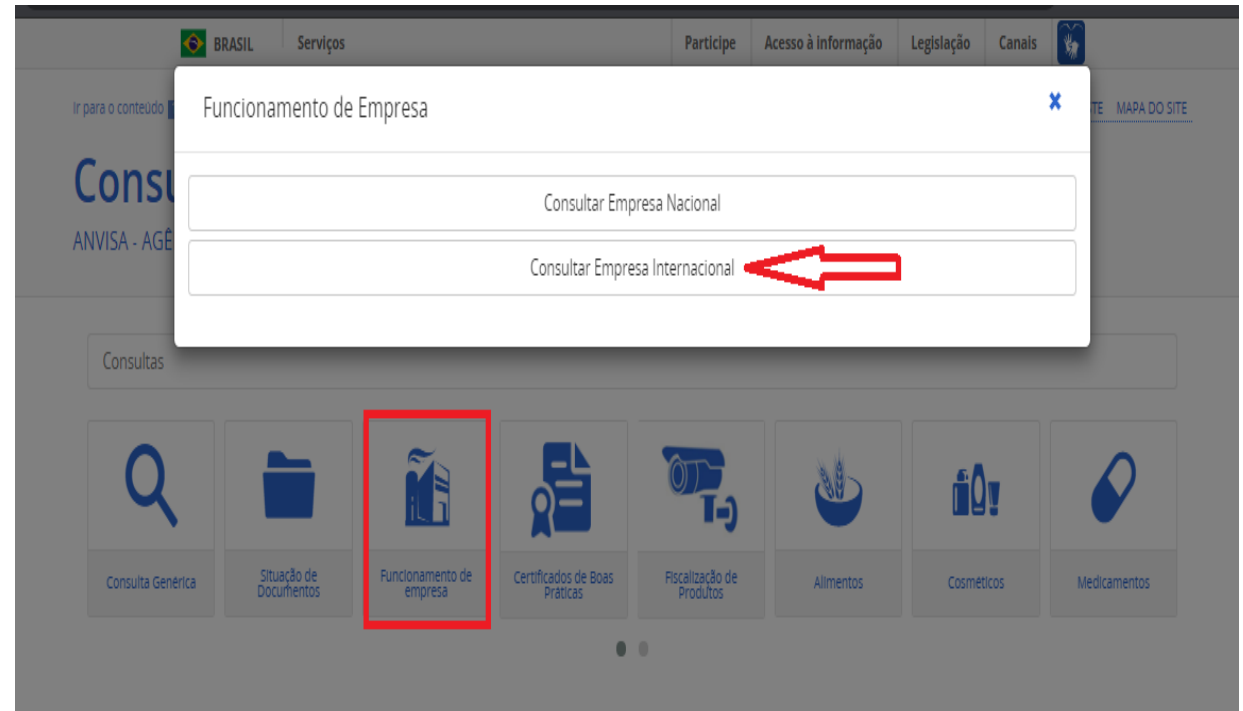 BRASIL Serviços Participe Acesso à informação Legislação Canais
Ir para o conteúdo
MAPA DO SITE
Funcionamento de Empresa
×
Consultar Empresa Nacional
Consultar Empresa Internacional
ANVISA - AGÊ
Consultas
Consulta Genérica
Situação de
Documentos
Funcionamento de
empresa
Certificados de Boas
Práticas
Fiscalização de
Produtos
Alimentos
Cosméticos
Medicamentos